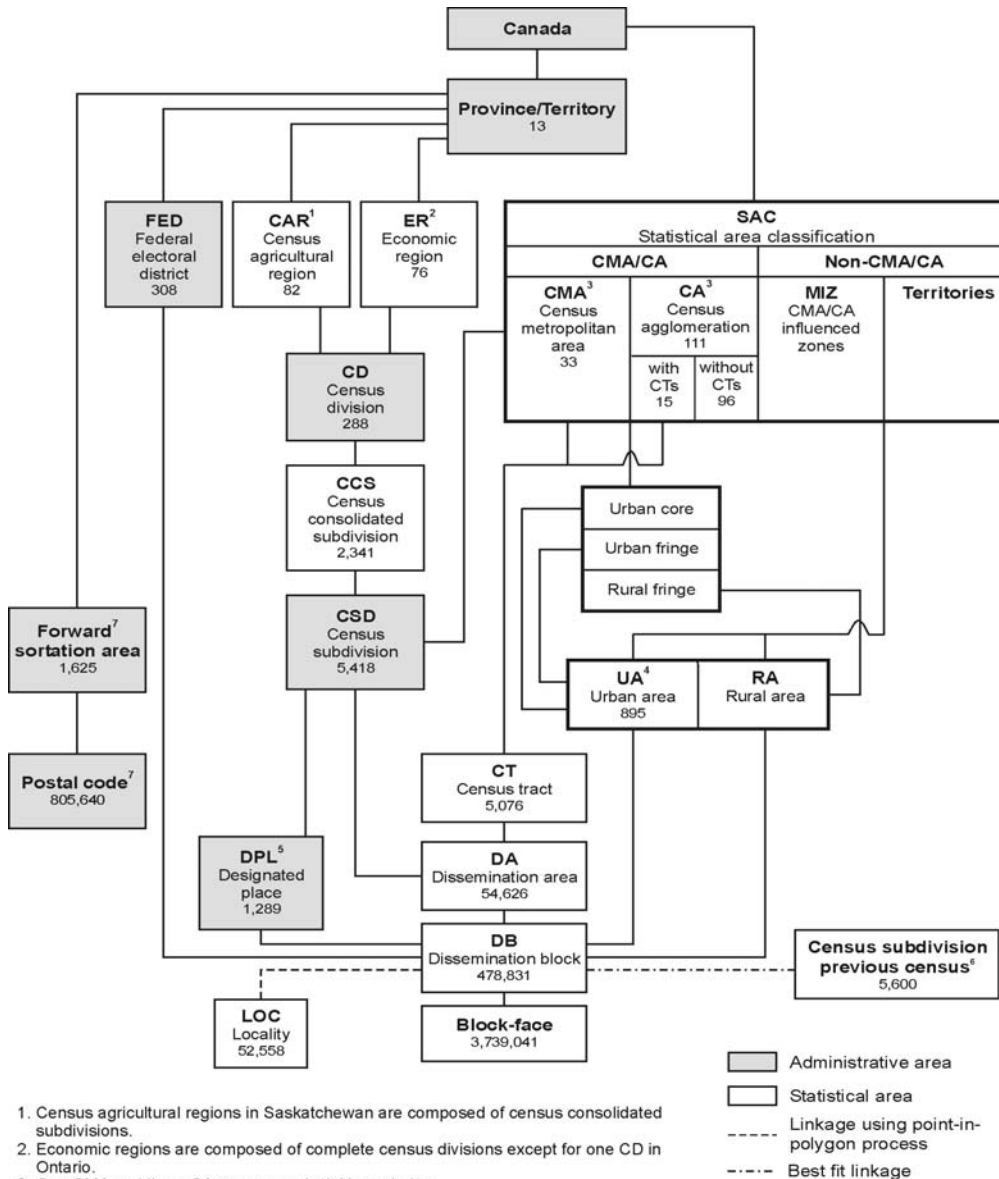 Canada
Province/Territory
13
FED
Federal
electoral
district
308
CAR1
Census
agricultural
region
82
ER2
Economic
region
76
SAC
Statistical area classification
CMA/CA
Non-CMA/CA
CMA3
Census
metropolitan
area
33
CA3
Census
agglomeration
111
with
CTs
15
without
CTs
96
MIZ
CMA/CA
influenced
zones
Territories
CD
Census
division
288
CCS
Census
consolidated
subdivision
2,341
Urban core
Urban fringe
Rural fringe
CSD
Census
subdivision
5,418
Forward7
sortation area
1,625
UA4
Urban area
895
RA
Rural area
Postal code7
805,640
CT
Census tract
5,076
DPL5
Designated
place
1,289
DA
Dissemination area
54,626
DB
Dissemination block
478,831
Census subdivision
previous census6
5,600
LOC
Locality
52,558
Block-face
3,739,041
Administrative area
Statistical area
Linkage using point-in-
polygon process
Best fit linkage
1. Census agricultural regions in Saskatchewan are composed of census consolidated
subdivisions.
2. Economic regions are composed of complete census divisions except for one CD in
Ontario.